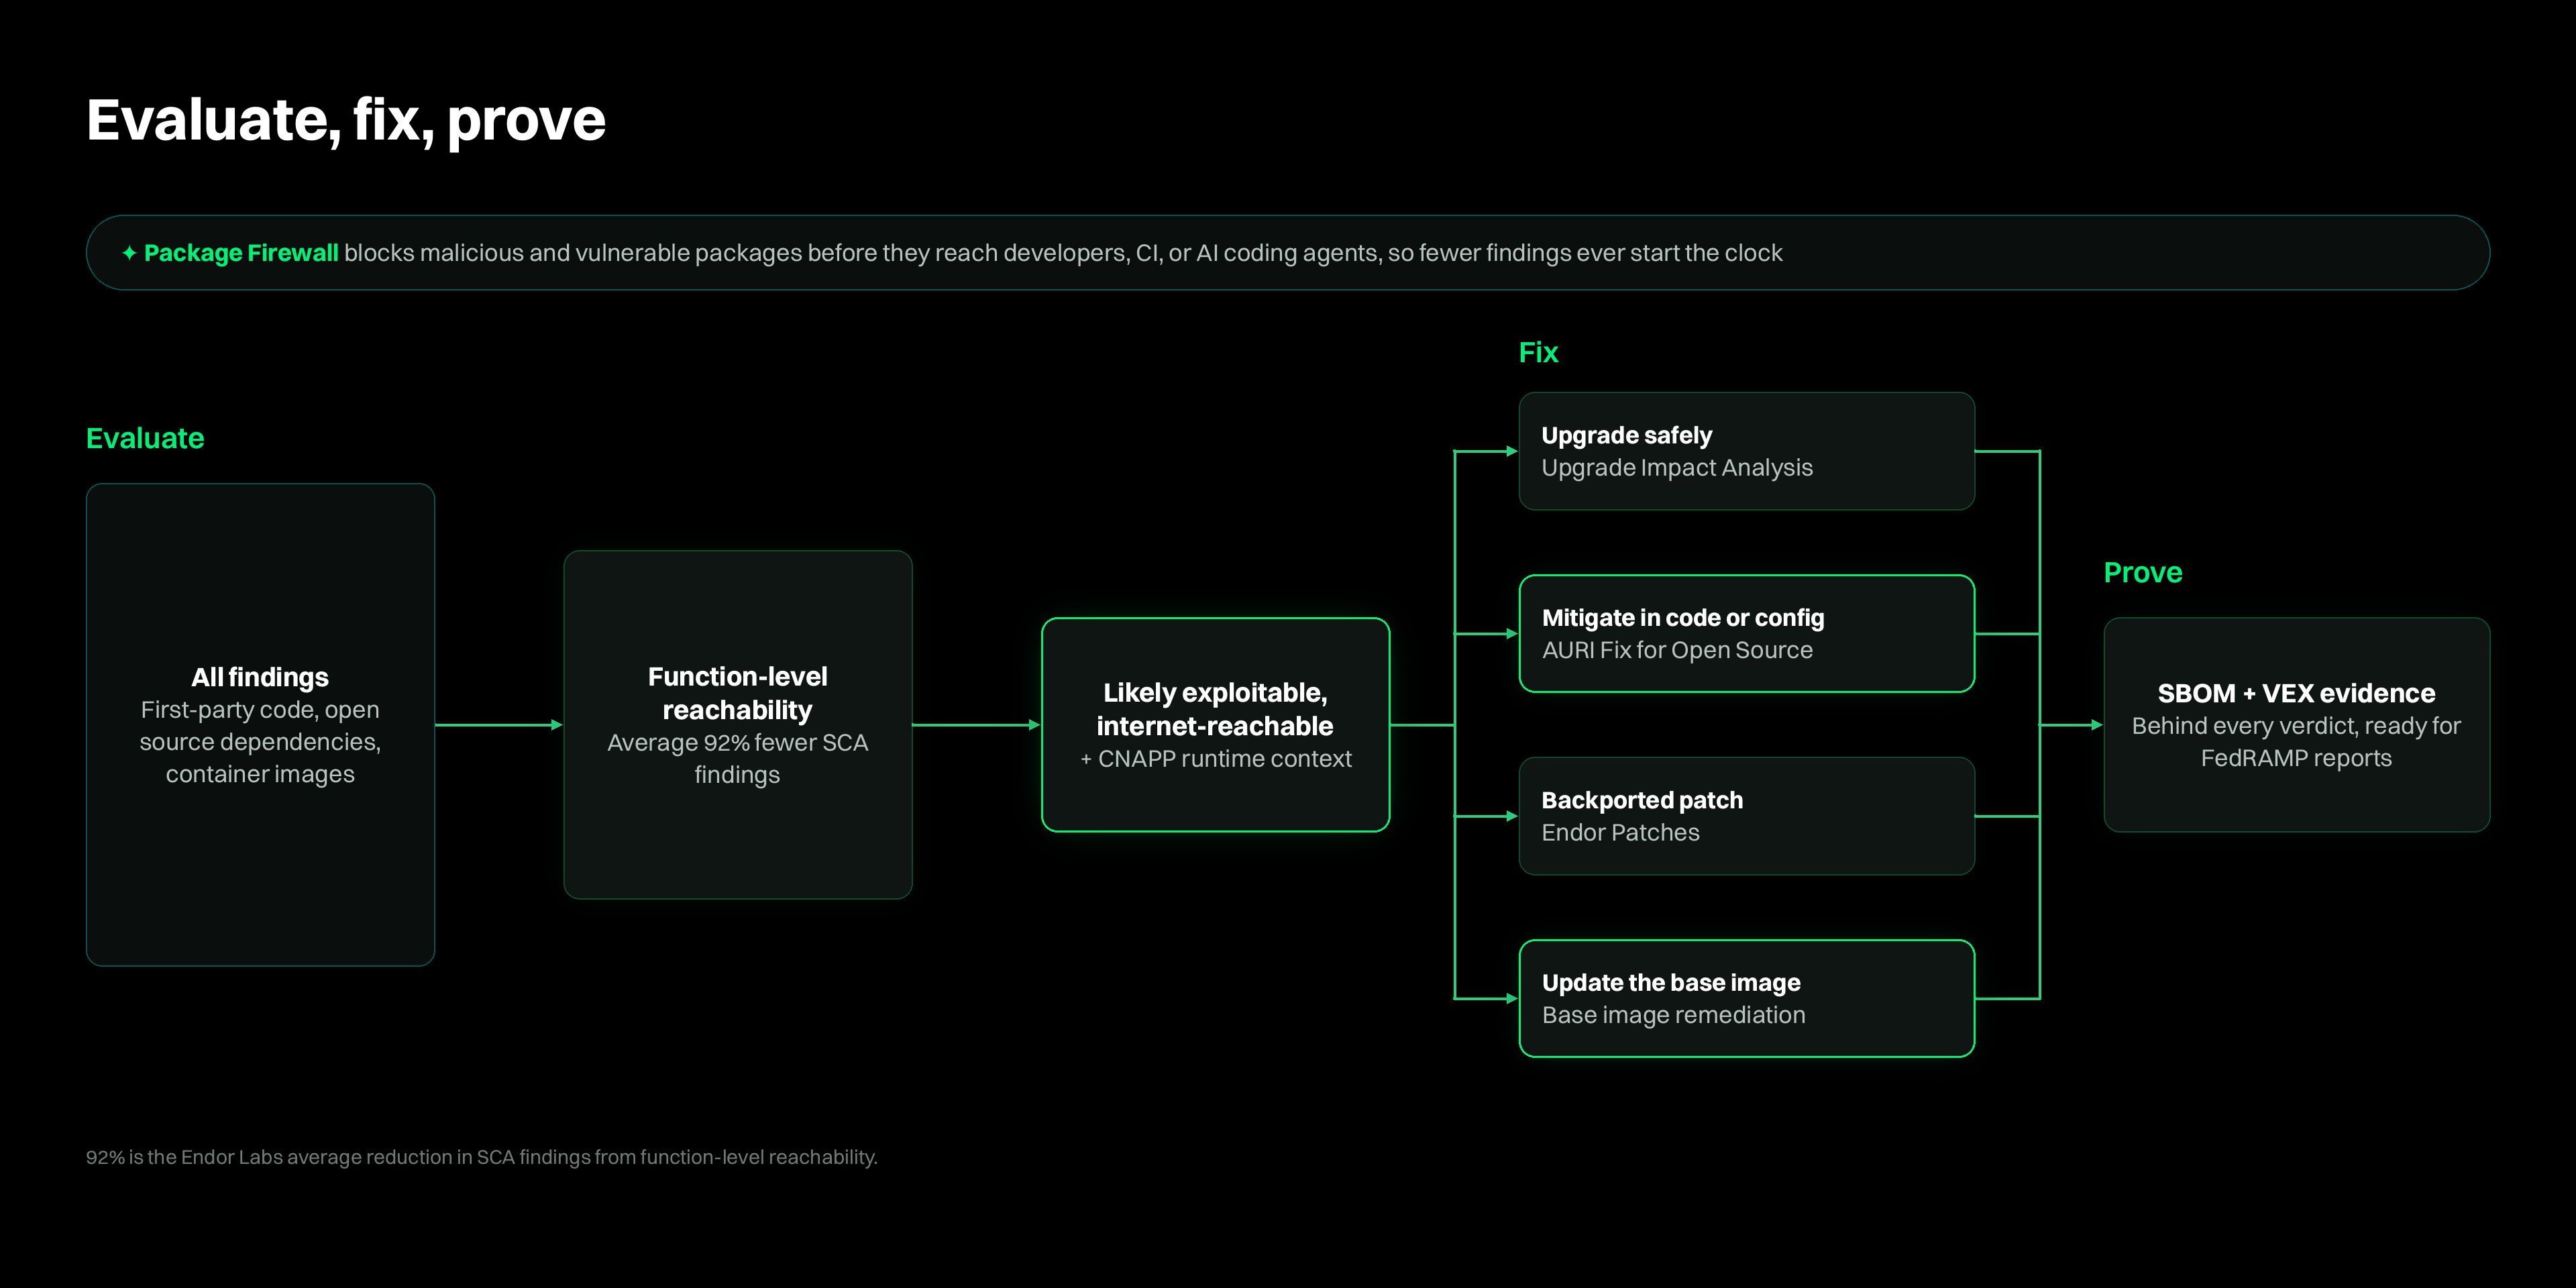 Evaluate, fix, prove
✦ Package Firewall blocks malicious and vulnerable packages before they reach developers, CI, or AI coding agents, so fewer findings ever start the clock
Evaluate
All findings
First-party code, open
source dependencies,
container images
Function-level
reachability
Average 92% fewer SCA
findings
Likely exploitable,
internet-reachable
+ CNAPP runtime context
Fix
Upgrade safely
Upgrade Impact Analysis
Mitigate in code or config
AURI Fix for Open Source
Backported patch
Endor Patches
Update the base image
Base image remediation
Prove
SBOM + VEX evidence
Behind every verdict, ready for
FedRAMP reports
92% is the Endor Labs average reduction in SCA findings from function-level reachability.